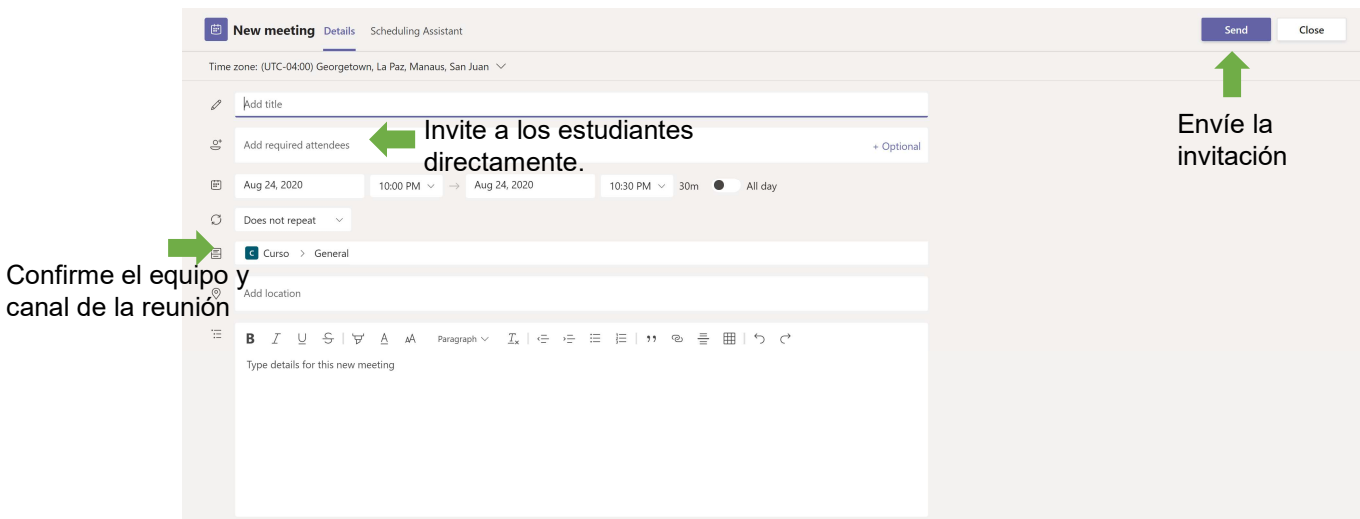 New meeting Details Scheduling Assistant Send Close
Time zone: (UTC-04:00) Georgetown, La Paz, Manaus, San Juan
Add title
Envíe la
invitación
Invite a los estudiantes
directamente.
Add required attendees
+ Optional
Aug 24, 2020 10:00 PM → Aug 24, 2020 10:30 PM 30m All day
Does not repeat
Confirme el equipo y
canal de la reunión
C Curso > General
Add location
B I U S A A A Paragraph
Type details for this new meeting